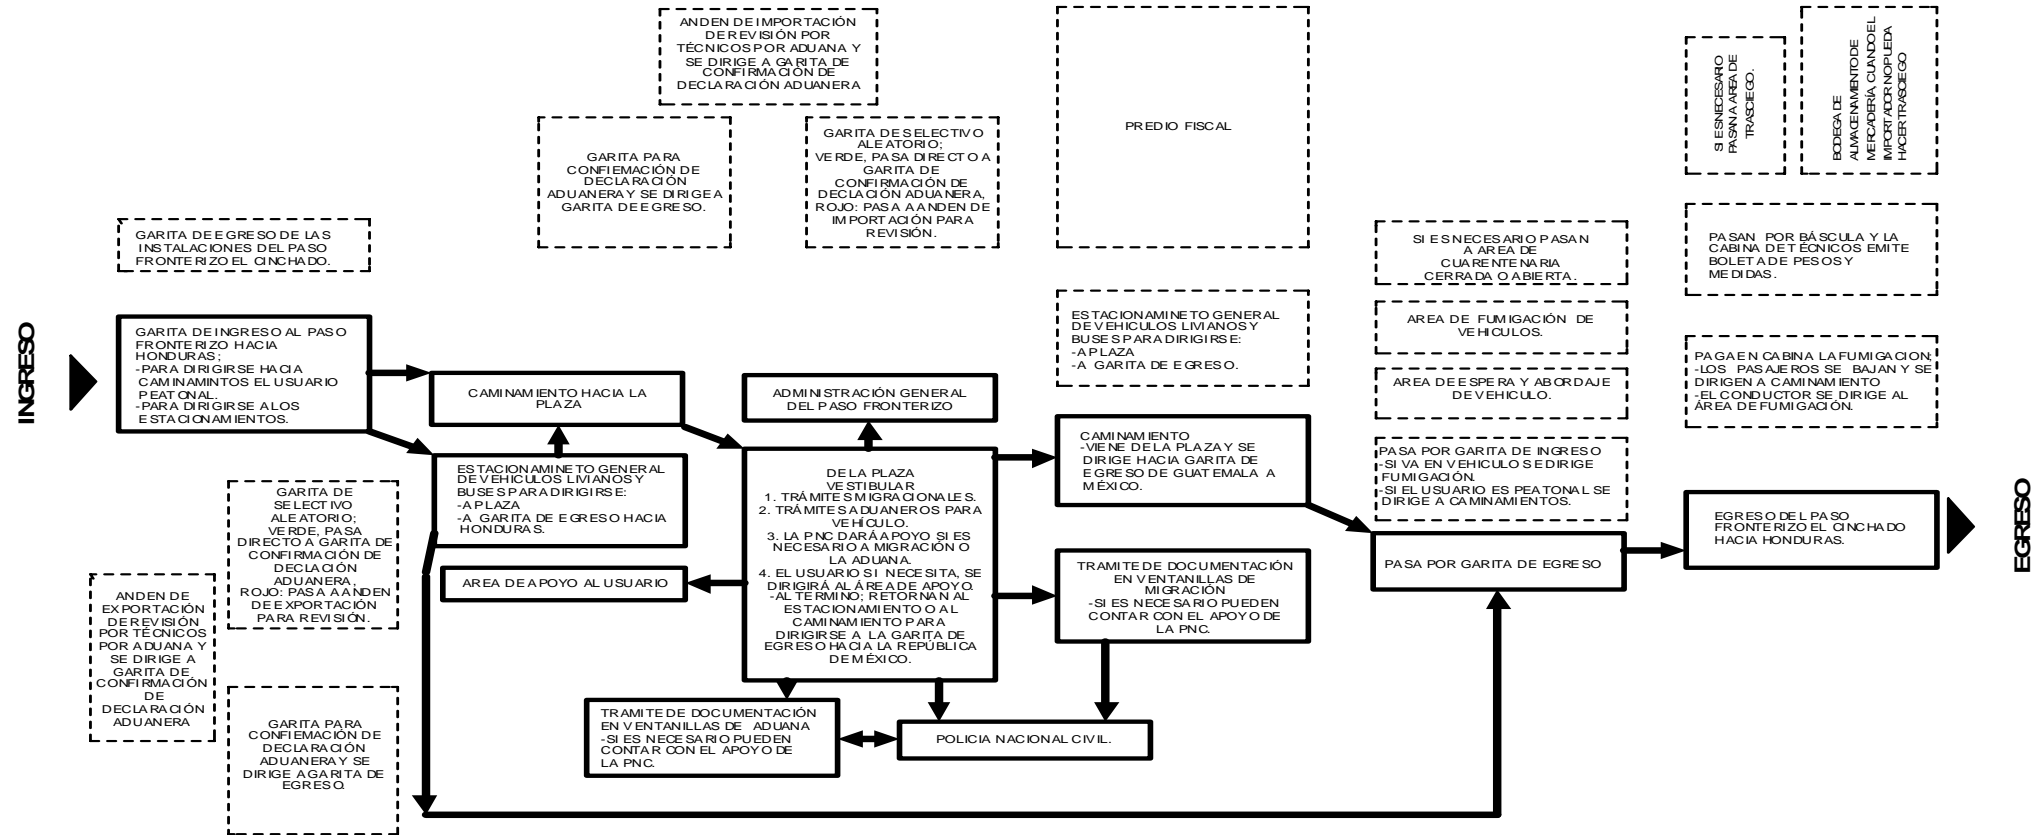 ANDEN DE IMPORTACIÓN
DE REVISIÓN POR
TÉCNICOS POR ADUANA Y
SE DIRIGE A GARITA DE
CONFIRMACIÓN DE
DECLARACIÓN ADUANERA
GARITA PARA
CONFIEMACIÓN DE
DECLARACIÓN
ADUANERA Y SE DIRIGE A
GARITA DE EGRESO.
GARITA DE SELECTIVO
ALEATORIO;
VERDE, PASA DIRECTO A
GARITA DE
CONFIRMACIÓN DE
DECLACIÓN ADUANERA,
ROJO: PASA A ANDEN DE
IMPORTACIÓN PARA
REVISIÓN.
PREDIO FISCAL
SI ES NECESARIO
PASAN A AREA DE
TRASCIEGO.
BODEGA DE
ALMACENAMIENTO DE
MERCADERÍA, CUANDO EL
IMPORTADOR NO PUEDA
HACER TRASCIEGO
GARITA DE EGRESO DE LAS
INSTALACIONES DEL PASO
FRONTERIZO EL CINCHADO.
SI ES NECESARIO PASAN
A AREA DE
CUARENTENARIA
CERRADA O ABIERTA.
PASAN POR BÁSCULA Y LA
CABINA DE TÉCNICOS EMITE
BOLETA DE PESOS Y
MEDIDAS.
INGRESO
GARITA DE INGRESO AL PASO
FRONTERIZO HACIA
HONDURAS;
-PARA DIRIGIRSE HACIA
CAMINAMINTOS EL USUARIO
PEATONAL.
-PARA DIRIGIRSE A LOS
ESTACIONAMIENTOS.
CAMINAMIENTO HACIA LA
PLAZA
ADMINISTRACIÓN GENERAL
DEL PASO FRONTERIZO
ESTACIONAMINETO GENERAL
DE VEHICULOS LIVIANOS Y
BUSES PARA DIRIGIRSE:
-A PLAZA
-A GARITA DE EGRESO.
AREA DE FUMIGACIÓN DE
VEHICULOS.
AREA DE ESPERA Y ABORDAJE
DE VEHICULO.
PAGA EN CABINA LA FUMIGACION;
-LOS PASAJEROS SE BAJAN Y SE
DIRIGEN A CAMINAMIENTO
-EL CONDUCTOR SE DIRIGE AL
ÁREA DE FUMIGACIÓN.
ESTACIONAMINETO GENERAL
DE VEHICULOS LIVIANOS Y
BUSES PARA DIRIGIRSE:
-A PLAZA
-A GARITA DE EGRESO HACIA
HONDURAS.
DE LA PLAZA
VESTIBULAR
1. TRÁMITES MIGRACIONALES.
2. TRÁMITES ADUANEROS PARA
VEHÍCULO.
3. LA PNC DARÁ APOYO SI ES
NECESARIO A MIGRACIÓN O
LA ADUANA.
4. EL USUARIO SI NECESITA, SE
DIRIGIRÁ AL ÁREA DE APOYO.
-AL TERMINO; RETORNAN AL
ESTACIONAMIENTO O AL
CAMINAMIENTO PARA
DIRIGIRSE A LA GARITA DE
EGRESO HACIA LA REPÚBLICA
DE MÉXICO.
CAMINAMIENTO
-VIENE DE LA PLAZA Y SE
DIRIGE HACIA GARITA DE
EGRESO DE GUATEMALA A
MÉXICO.
PASA POR GARITA DE INGRESO
-SI VA EN VEHICULO SE DIRIGE
FUMIGACIÓN.
-SI EL USUARIO ES PEATONAL SE
DIRIGE A CAMINAMIENTOS.
EGRESO DEL PASO
FRONTERIZO EL CINCHADO
HACIA HONDURAS.
EGRESO
GARITA DE
SELECTIVO
ALEATORIO;
VERDE, PASA
DIRECTO A GARITA DE
CONFIRMACIÓN DE
DECLACIÓN
ADUANERA,
ROJO: PASA A ANDEN
DE EXPORTACIÓN
PARA REVISIÓN.
AREA DE APOYO AL USUARIO
TRAMITE DE DOCUMENTACIÓN
EN VENTANILLAS DE
MIGRACIÓN
-SI ES NECESARIO PUEDEN
CONTAR CON EL APOYO DE
LA PNC.
PASA POR GARITA DE EGRESO
ANDEN DE
EXPORTACIÓN
DE REVISIÓN
POR TÉCNICOS
POR ADUANA Y
SE DIRIGE A
GARITA DE
CONFIRMACIÓN
DE
DECLARACIÓN
ADUANERA
GARITA PARA
CONFIEMACIÓN DE
DECLARACIÓN
ADUANERA Y SE
DIRIGE A GARITA DE
EGRESO.
TRAMITE DE DOCUMENTACIÓN
EN VENTANILLAS DE ADUANA
-SI ES NECESARIO PUEDEN
CONTAR CON EL APOYO DE
LA PNC.
POLICIA NACIONAL CIVIL.